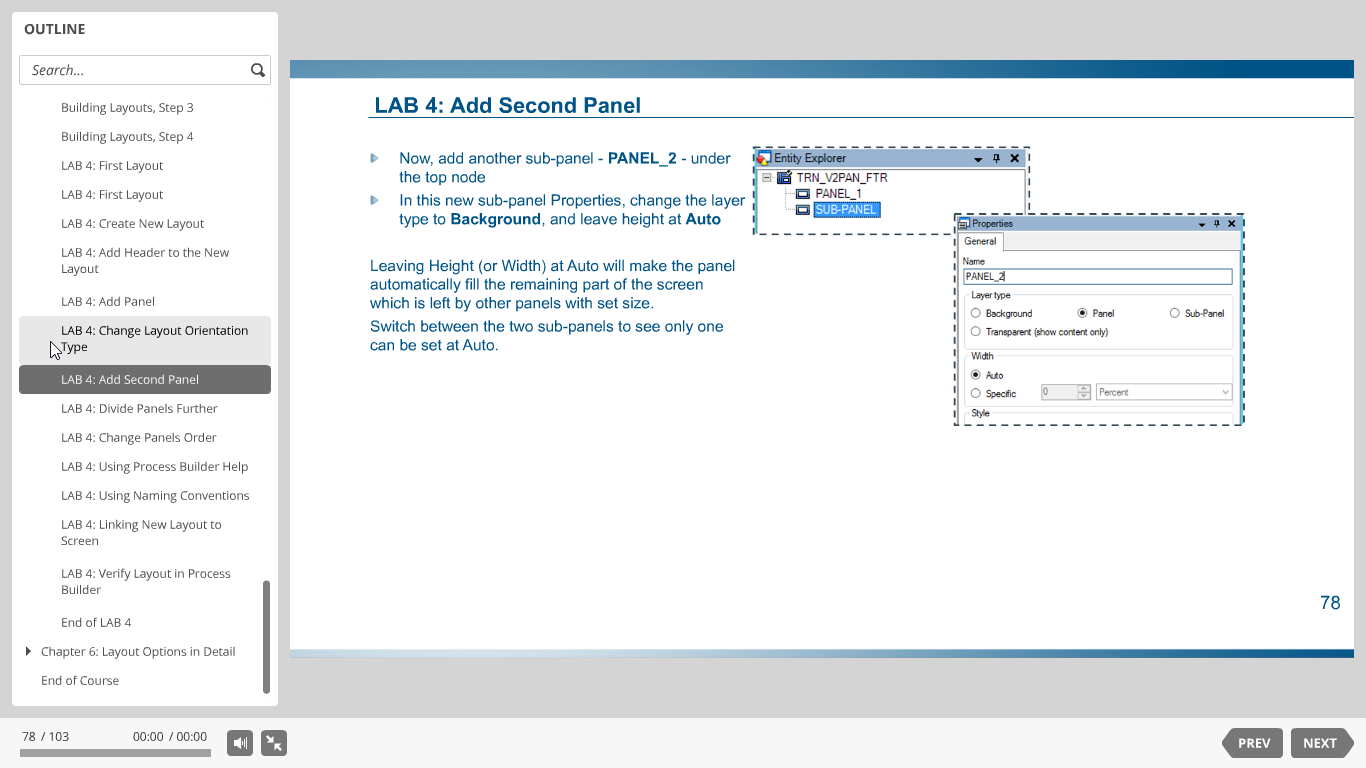 OUTLINE
Search...
Building Layouts, Step 3
Building Layouts, Step 4
LAB 4: First Layout
LAB 4: First Layout
LAB 4: Create New Layout
LAB 4: Add Header to the New
Layout
LAB 4: Add Panel
LAB 4: Change Layout Orientation
Type
LAB 4: Add Second Panel
LAB 4: Divide Panels Further
LAB 4: Change Panels Order
LAB 4: Using Process Builder Help
LAB 4: Using Naming Conventions
LAB 4: Linking New Layout to
Screen
LAB 4: Verify Layout in Process
Builder
End of LAB 4
Chapter 6: Layout Options in Detail
End of Course
LAB 4: Add Second Panel
Now, add another sub-panel - PANEL_2 - under
the top node
In this new sub-panel Properties, change the layer
type to Background, and leave height at Auto
Leaving Height (or Width) at Auto will make the panel
automatically fill the remaining part of the screen
which is left by other panels with set size.
Switch between the two sub-panels to see only one
can be set at Auto.
Entity Explorer
TRN_V2PAN_FTR
PANEL_1
SUB-PANEL
Properties
General
Name
PANEL_2
Layer type
Background Panel Sub-Panel
Transparent (show content only)
Width
Auto
Specific 0 Percent
Style
78
78 / 103 00:00 / 00:00
PREV NEXT